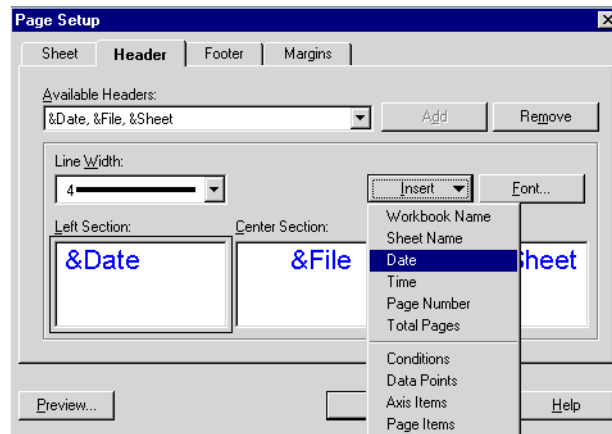 Page Setup
Sheet Header Footer Margins
Available Headers:
&Date, &File, &Sheet Add Remove
Line Width:
4 Insert Font...
Left Section: Center Section:
&Date &File Sheet
Workbook Name
Sheet Name
Date
Time
Page Number
Total Pages
Conditions
Data Points
Axis Items
Page Items
Preview... Help